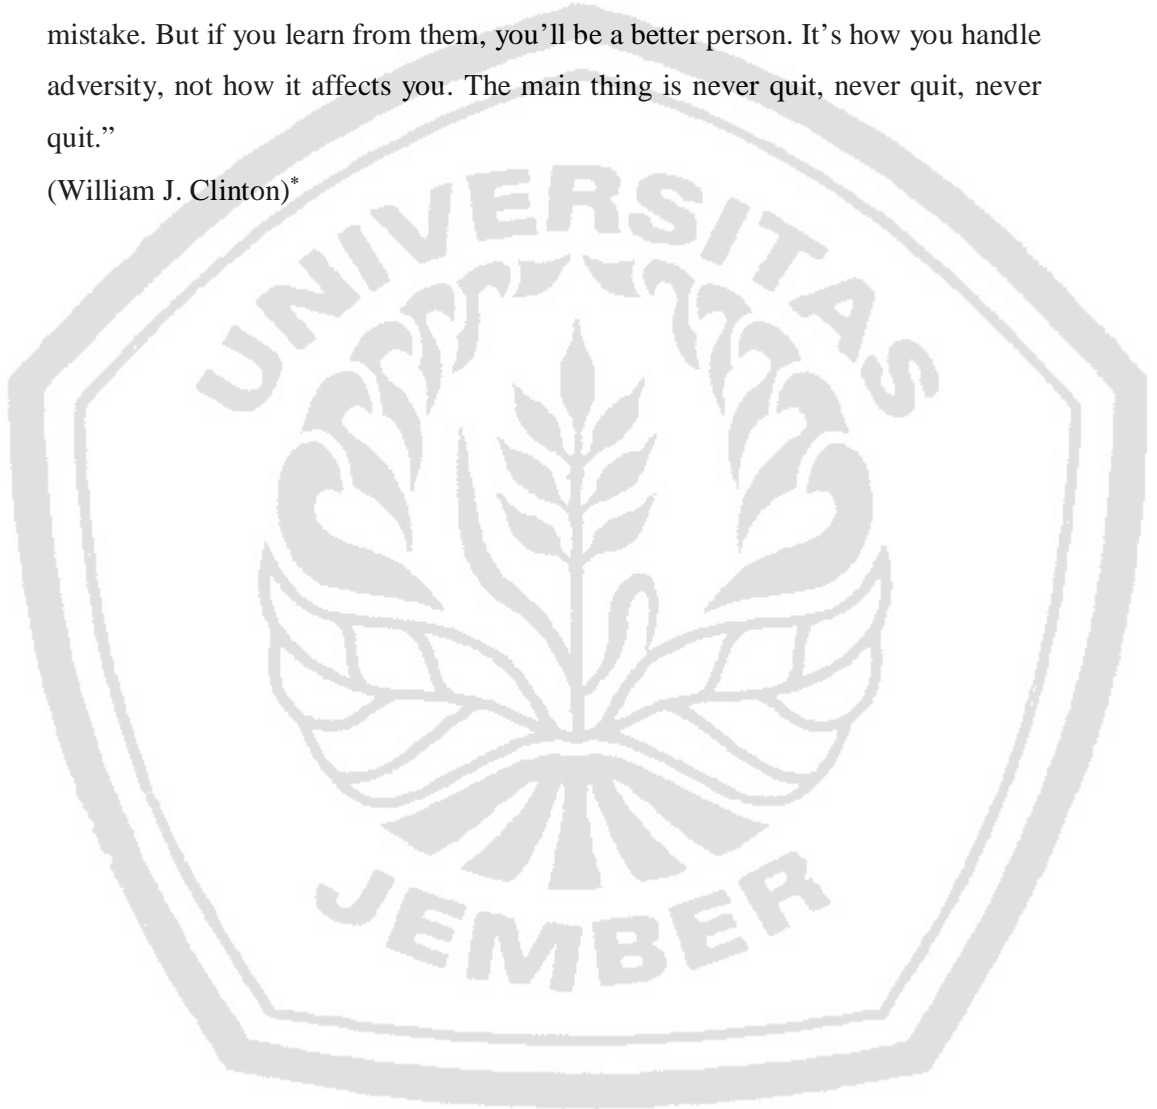 mistake. But if you learn from them, you’ll be a better person. It’s how you handle
adversity, not how it affects you. The main thing is never quit, never quit, never
quit.”
(William J. Clinton)*
UNIVERSITAS
JEMBER